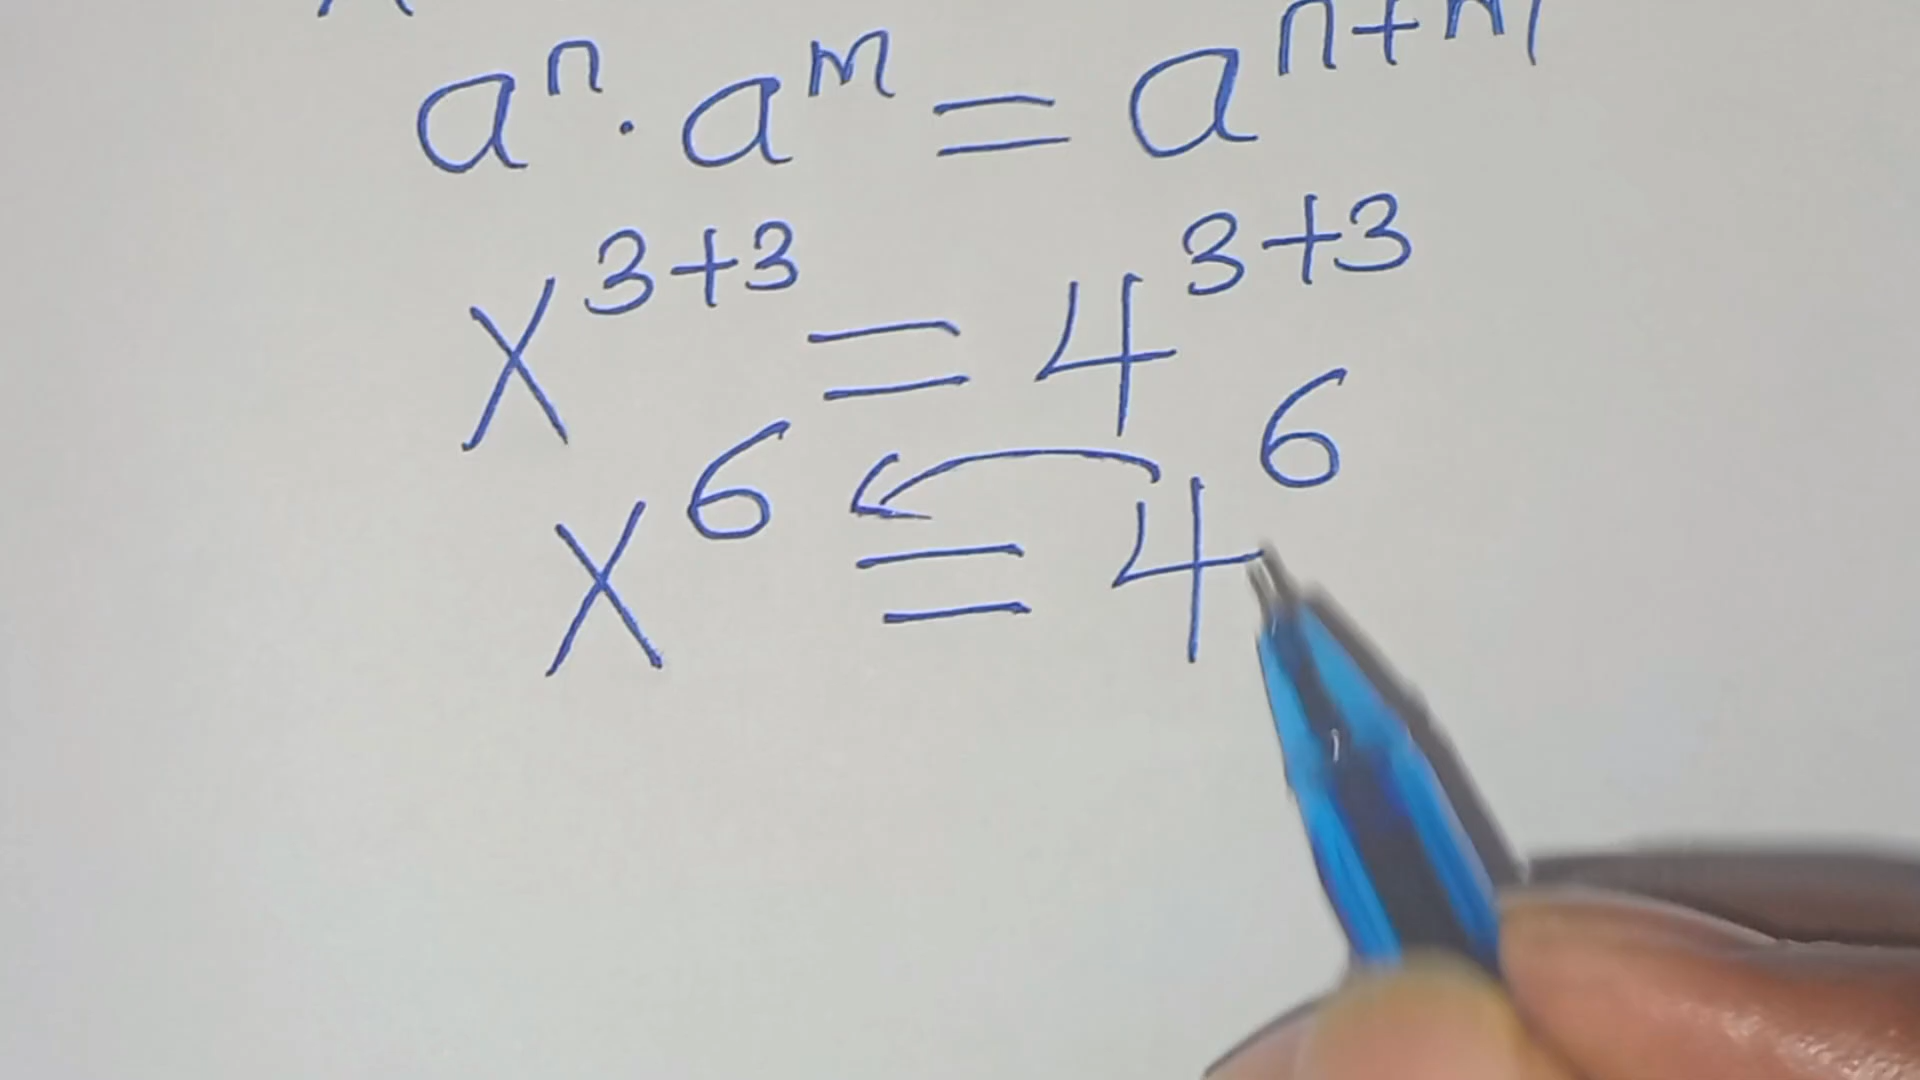 aⁿ · aᵐ = aⁿ⁺ᵐ
x³⁺³ = 4³⁺³
x⁶ = 4⁶